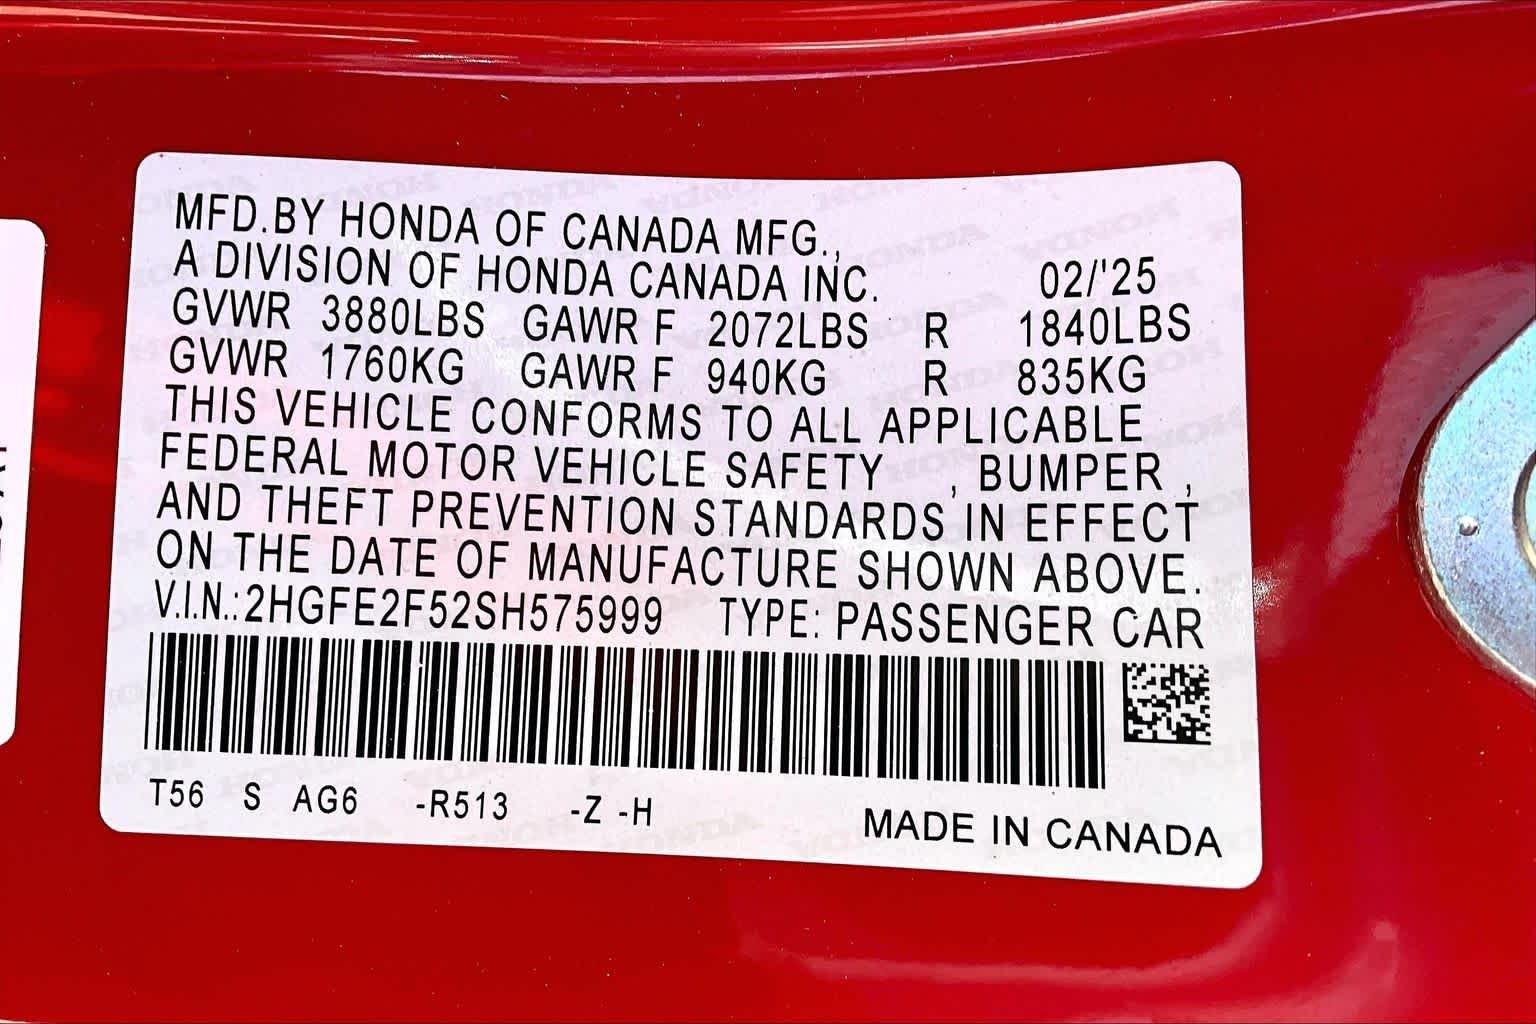 MFD.BY HONDA OF CANADA MFG.,
A DIVISION OF HONDA CANADA INC. 02/'25
GVWR 3880LBS GAWR F 2072LBS R 1840LBS
GVWR 1760KG GAWR F 940KG R 835KG
THIS VEHICLE CONFORMS TO ALL APPLICABLE
FEDERAL MOTOR VEHICLE SAFETY , BUMPER ,
AND THEFT PREVENTION STANDARDS IN EFFECT
ON THE DATE OF MANUFACTURE SHOWN ABOVE.
V.I.N.:2HGFE2F52SH575999 TYPE: PASSENGER CAR
T56 S AG6 -R513 -Z -H MADE IN CANADA